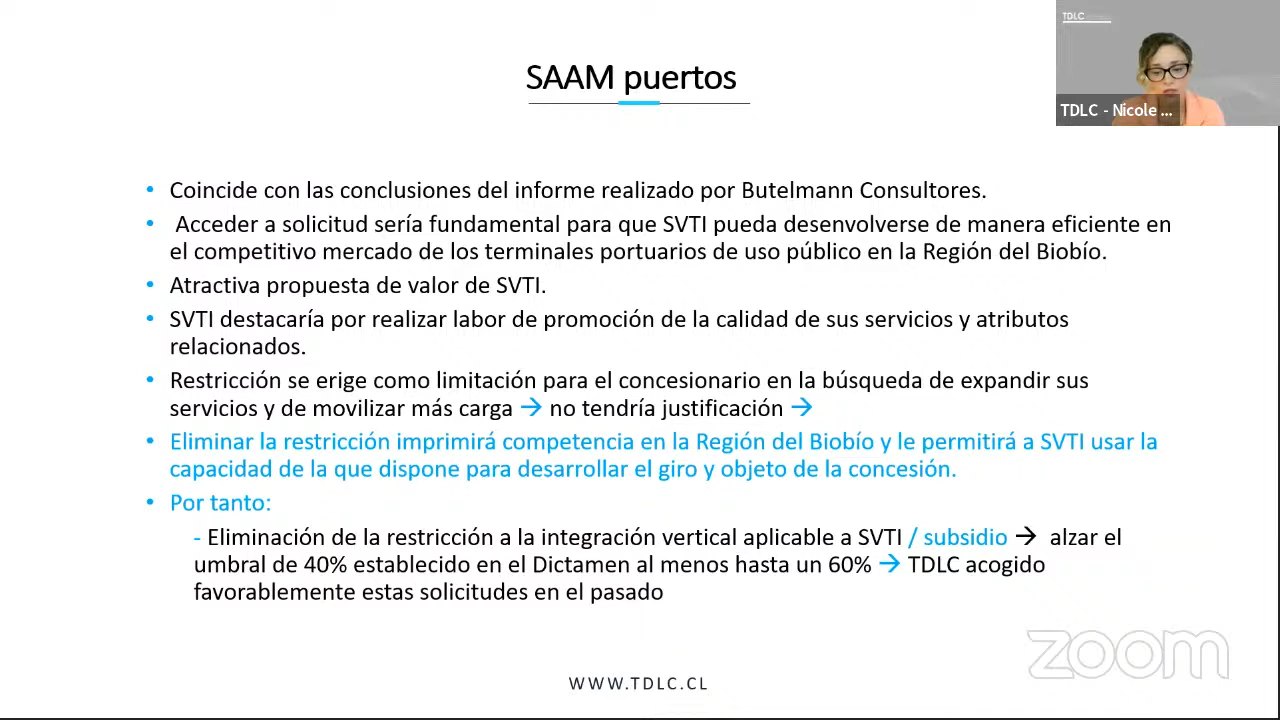 TDLC
SAAM puertos
TDLC - Nicole ...
• Coincide con las conclusiones del informe realizado por Butelmann Consultores.
• Acceder a solicitud sería fundamental para que SVTI pueda desenvolverse de manera eficiente en
el competitivo mercado de los terminales portuarios de uso público en la Región del Biobío.
• Atractiva propuesta de valor de SVTI.
• SVTI destacaría por realizar labor de promoción de la calidad de sus servicios y atributos
relacionados.
• Restricción se erige como limitación para el concesionario en la búsqueda de expandir sus
servicios y de movilizar más carga → no tendría justificación →
• Eliminar la restricción imprimirá competencia en la Región del Biobío y le permitirá a SVTI usar la
capacidad de la que dispone para desarrollar el giro y objeto de la concesión.
• Por tanto:
- Eliminación de la restricción a la integración vertical aplicable a SVTI / subsidio → alzar el
umbral de 40% establecido en el Dictamen al menos hasta un 60% → TDLC acogido
favorablemente estas solicitudes en el pasado
zoom
WWW.TDLC.CL